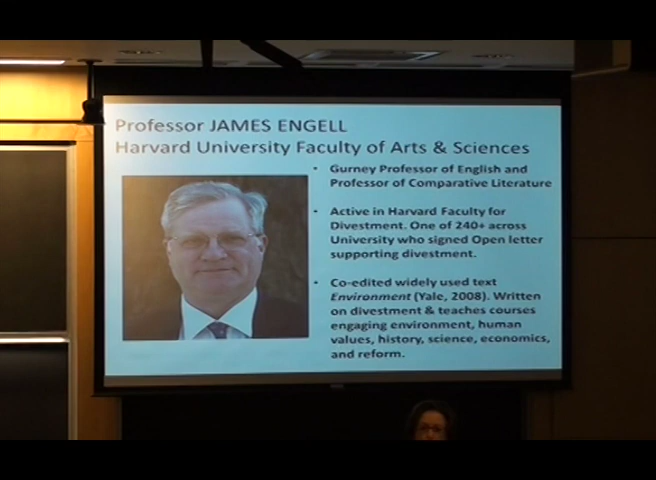 Professor JAMES ENGELL
Harvard University Faculty of Arts & Sciences
• Gurney Professor of English and
Professor of Comparative Literature
• Active in Harvard Faculty for
Divestment. One of 240+ across
University who signed Open letter
supporting divestment.
• Co-edited widely used text
Environment (Yale, 2008). Written
on divestment & teaches courses
engaging environment, human
values, history, science, economics,
and reform.